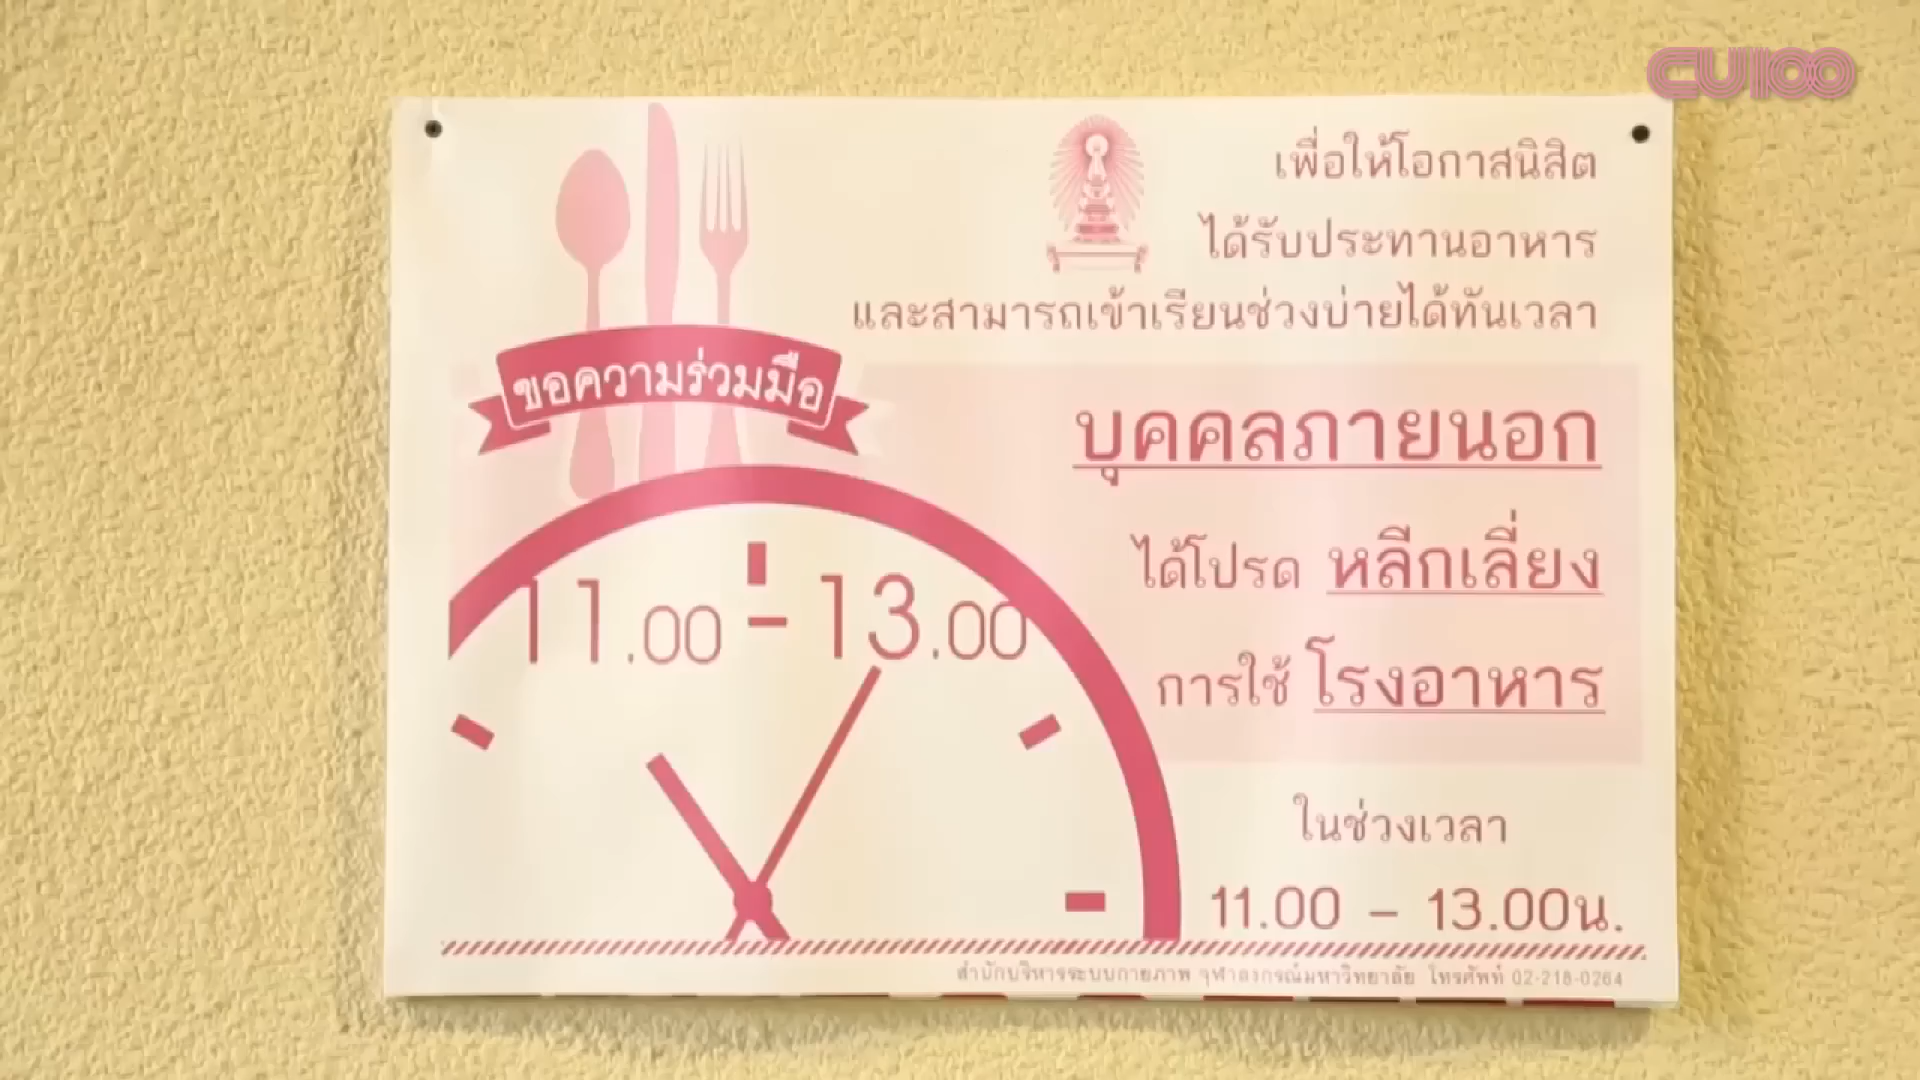 CU100
เพื่อให้โอกาสนิสิต
ได้รับประทานอาหาร
และสามารถเข้าเรียนช่วงบ่ายได้ทันเวลา
ขอความร่วมมือ
บุคคลภายนอก
ได้โปรด หลีกเลี่ยง
การใช้ โรงอาหาร
11.00 - 13.00
ในช่วงเวลา
11.00 - 13.00น.
สำนักบริหารระบบกายภาพ จุฬาลงกรณ์มหาวิทยาลัย โทรศัพท์ 02-218-0264